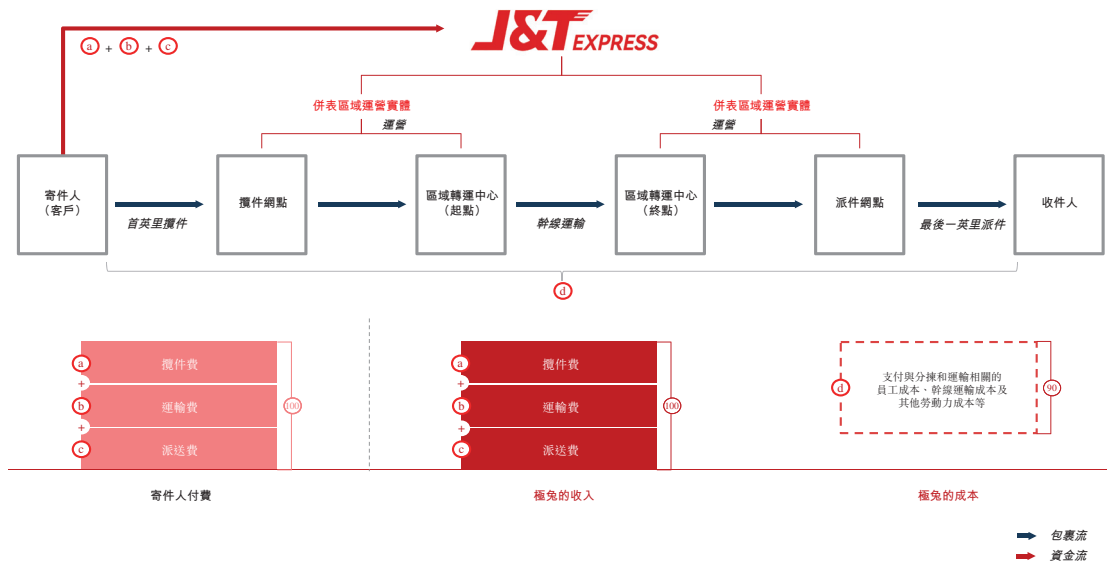 J&T EXPRESS
a + b + c
併表區域運營實體
併表區域運營實體
運營
運營
寄件人
（客戶）
攬件網點
區域轉運中心
（起點）
區域轉運中心
（終點）
派件網點
收件人
首英里攬件
幹線運輸
最後一英里派件
d
a
攬件費
+
b
運輸費
100
+
c
派送費
寄件人付費
a
攬件費
+
b
運輸費
100
+
c
派送費
極兔的收入
d
支付與分揀和運輸相關的
員工成本、幹線運輸成本及
其他勞動力成本等
90
極兔的成本
包裹流
資金流